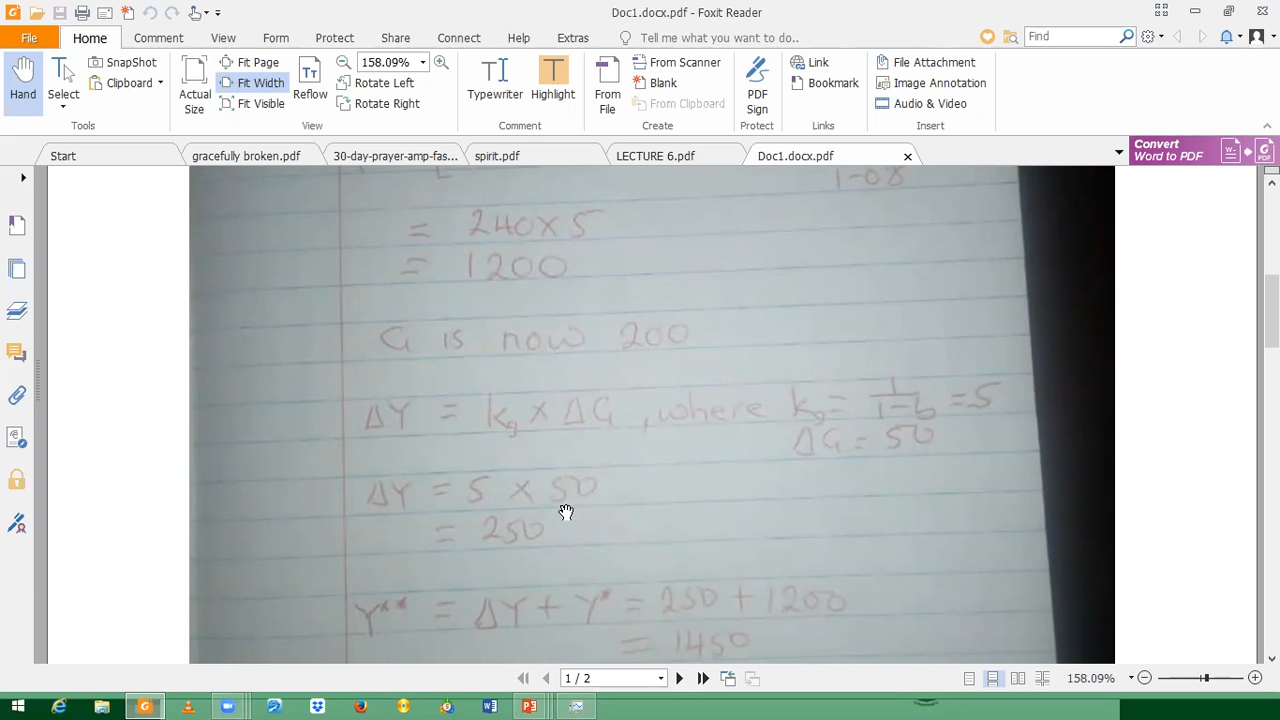 Doc1.docx.pdf - Foxit Reader
File Home Comment View Form Protect Share Connect Help Extras Tell me what you want to do.. Find
Hand Select SnapShot Clipboard Actual Size Fit Page Fit Width Fit Visible Reflow 158.09% Rotate Left Rotate Right Typewriter Highlight From File From Scanner Blank From Clipboard PDF Sign Link Bookmark File Attachment Image Annotation Audio & Video
Tools View Comment Create Protect Links Insert
Start gracefully broken.pdf 30-day-prayer-amp-fas... spirit.pdf LECTURE 6.pdf Doc1.docx.pdf Convert Word to PDF
1-08
= 240 x 5
= 1200
G is now 200
ΔY = kg x ΔG , where kg = 1/1-b = 5
ΔG = 50
ΔY = 5 x 50
= 250
Y** = ΔY + Y* = 250 + 1200
= 1450
1 / 2 158.09%